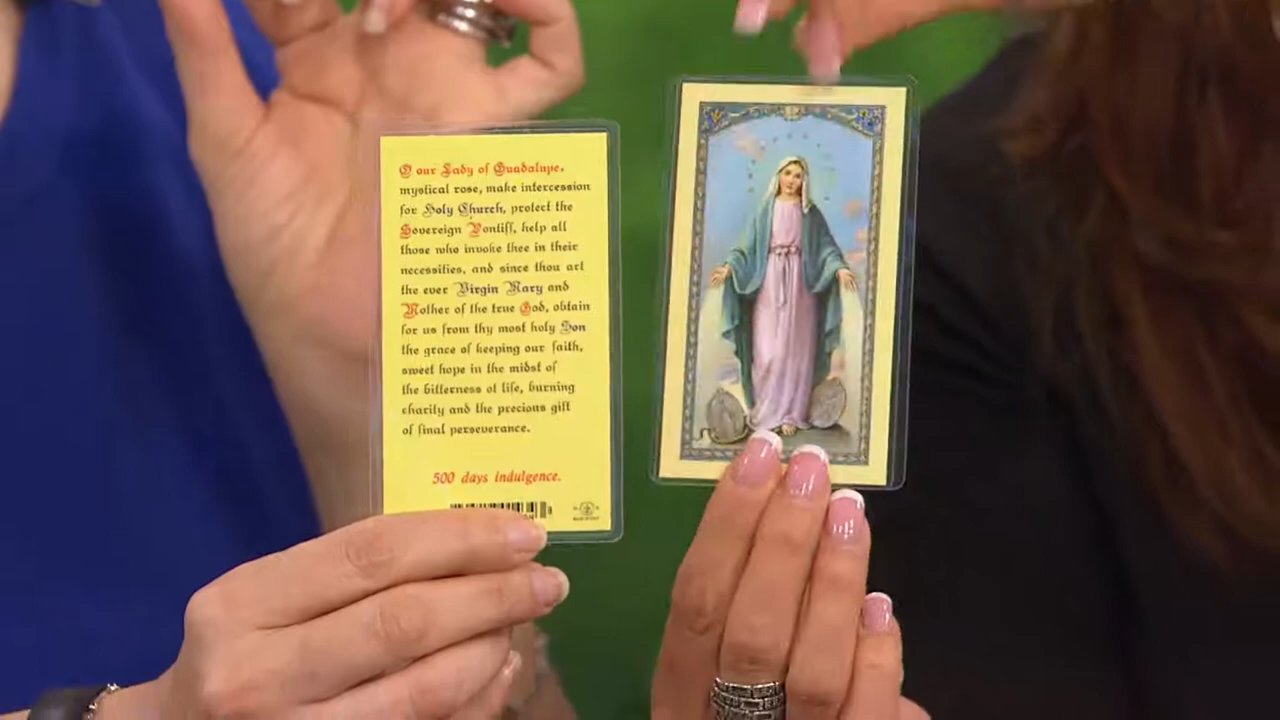 O our Lady of Guadalupe,
mystical rose, make intercession
for Holy Church, protect the
Sovereign Pontiff, help all
those who invoke thee in their
necessities, and since thou art
the ever Virgin Mary and
Mother of the true God, obtain
for us from thy most holy Son
the grace of keeping our faith,
sweet hope in the midst of
the bitterness of life, burning
charity and the precious gift
of final perseverance.
500 days indulgence.